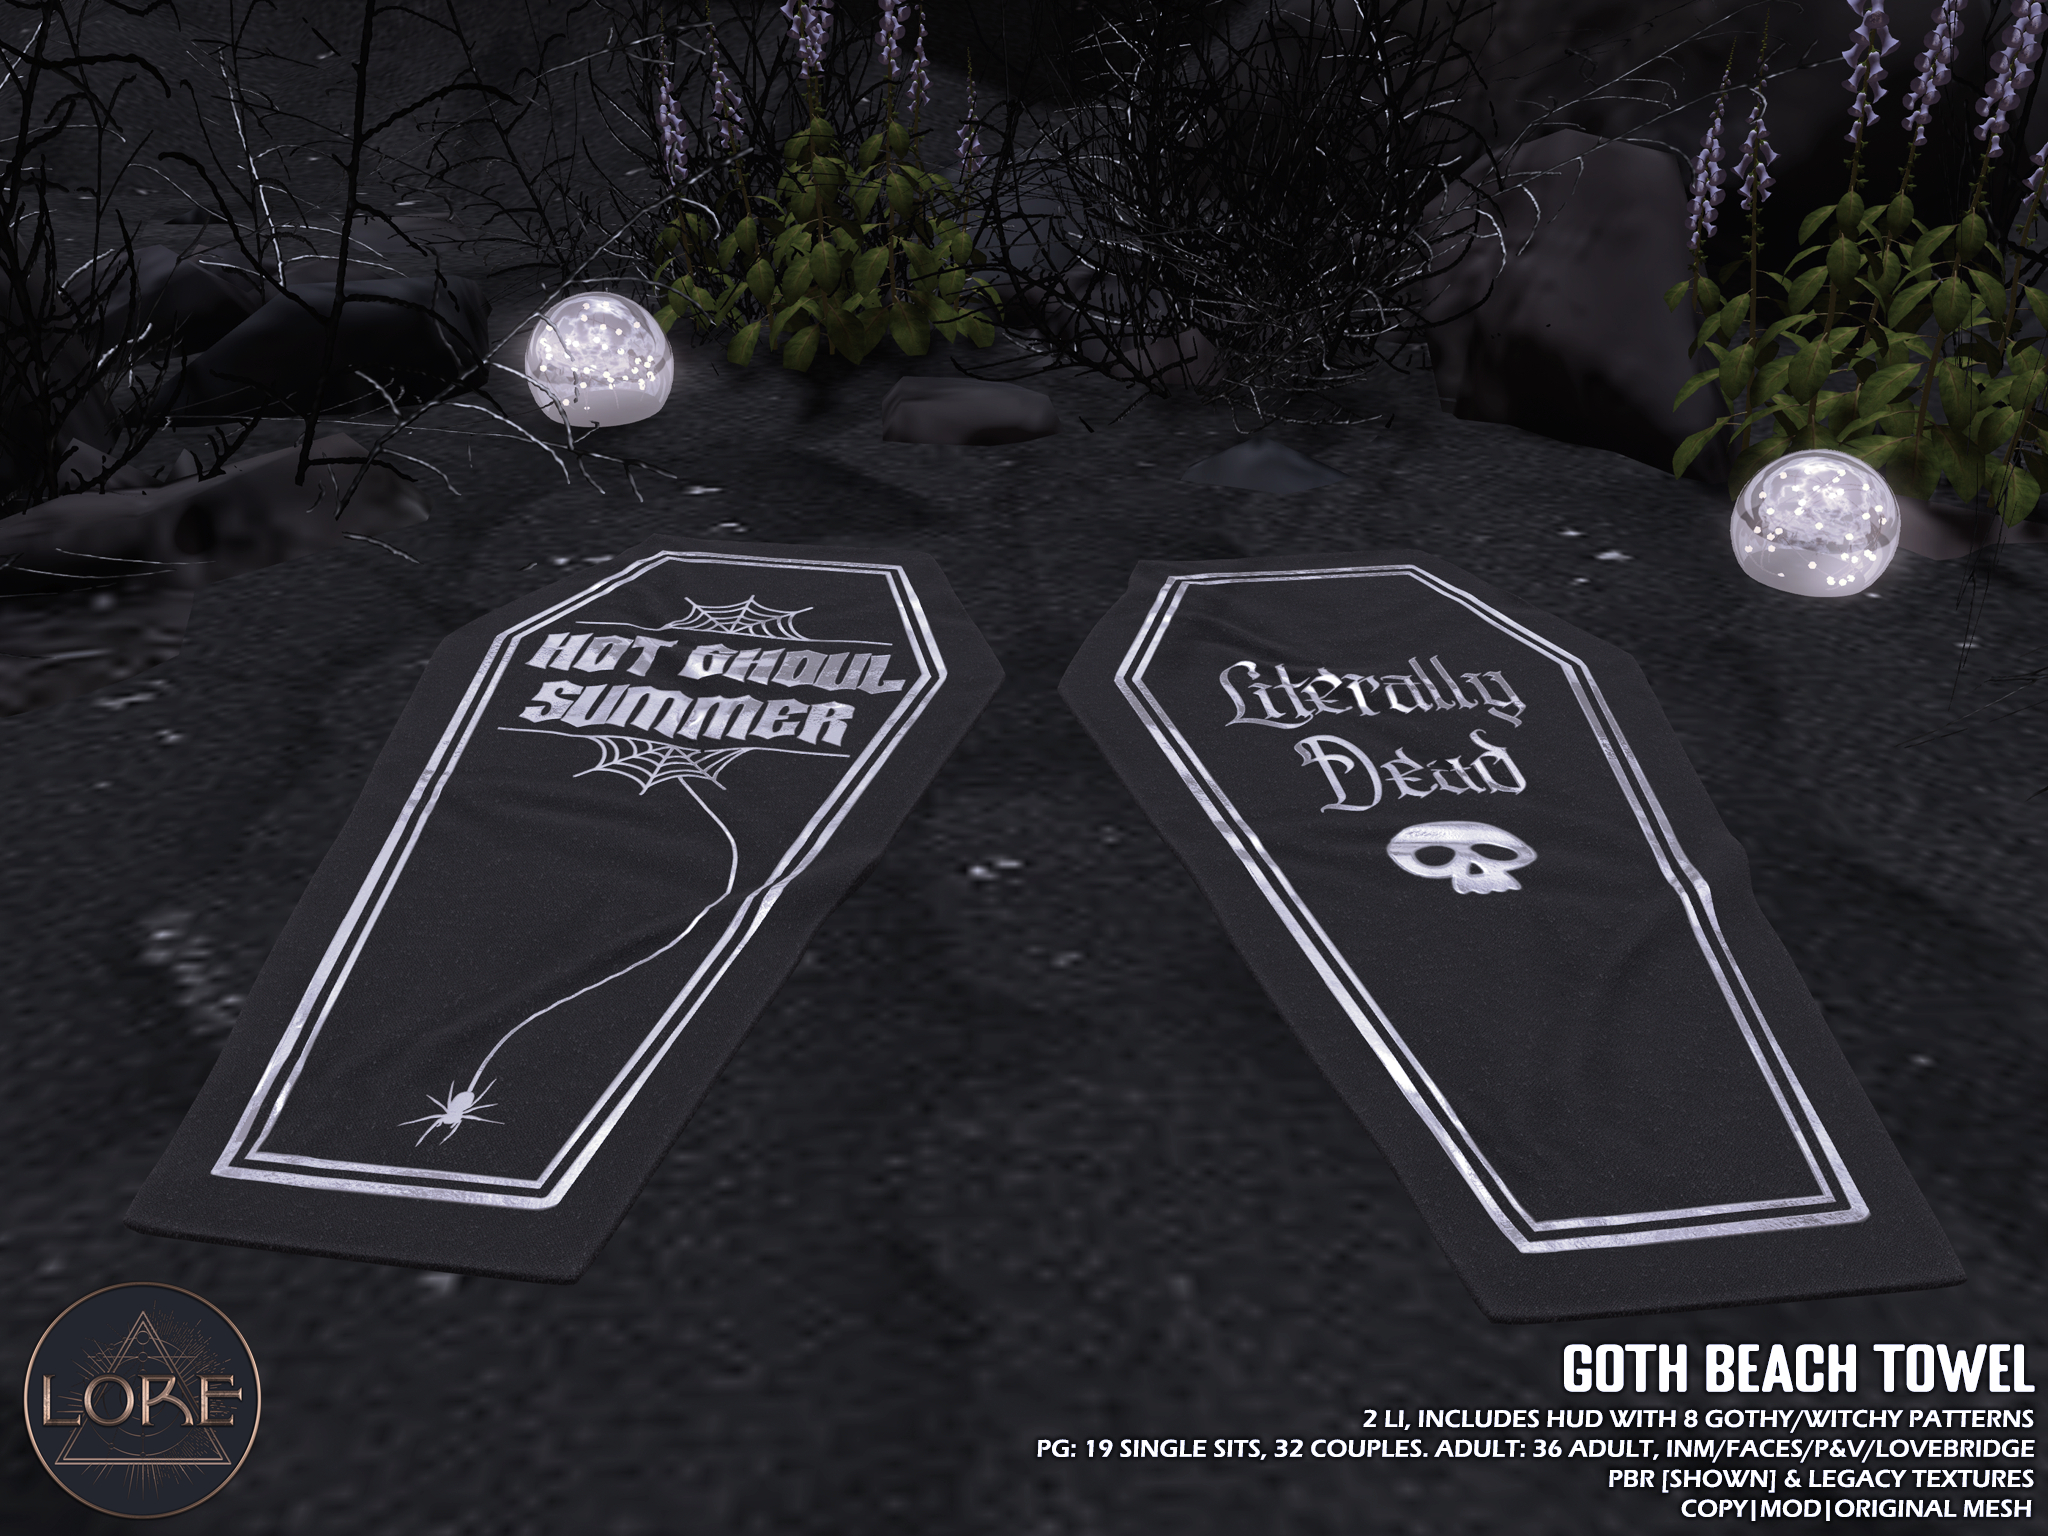 HOT GHOUL
SUMMER
Literally
Dead
LORE
GOTH BEACH TOWEL
2 LI, INCLUDES HUD WITH 8 GOTHY/WITCHY PATTERNS
PG: 19 SINGLE SITS, 32 COUPLES. ADULT: 36 ADULT, INM/FACES/P&V/LOVEBRIDGE
PBR [SHOWN] & LEGACY TEXTURES
COPY|MOD|ORIGINAL MESH